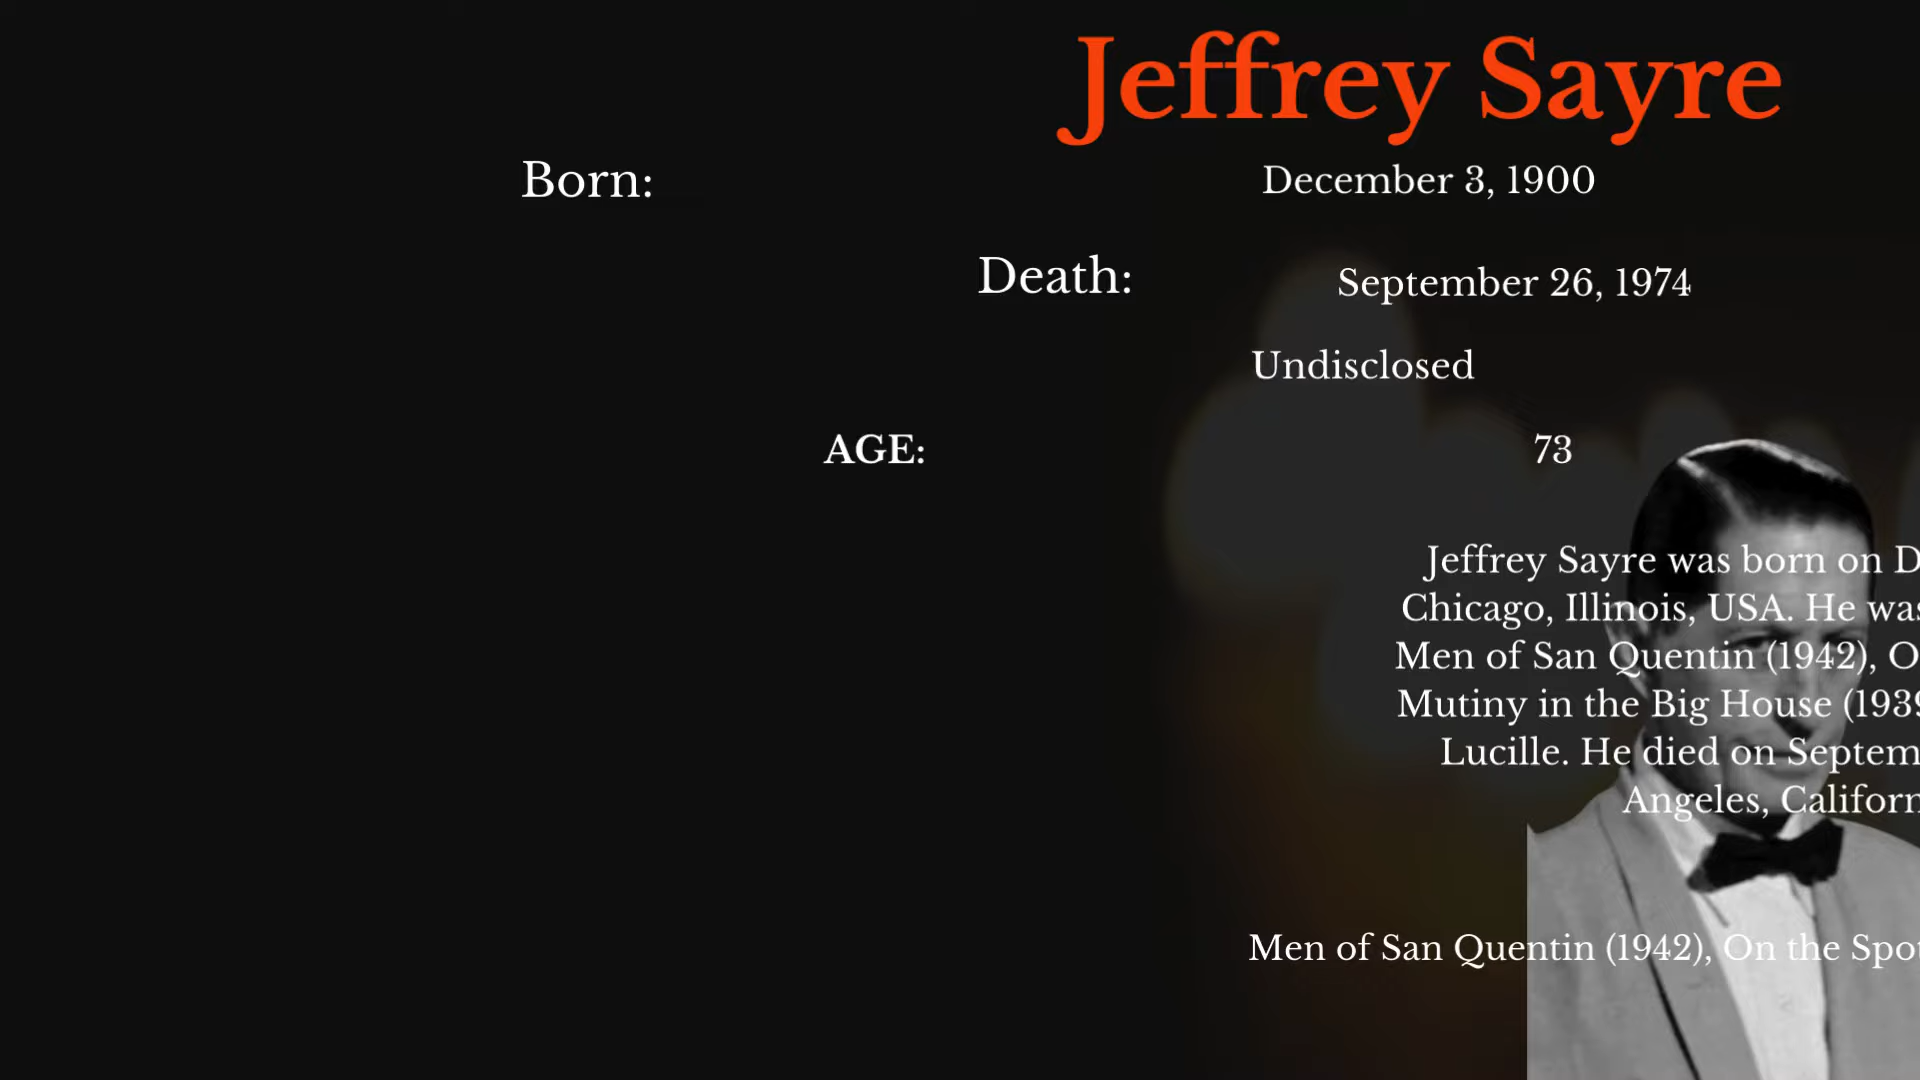 Jeffrey Sayre
Born: December 3, 1900
Death: September 26, 1974
Undisclosed
AGE: 73
Jeffrey Sayre was born on
Chicago, Illinois, USA. He was
Men of San Quentin (1942),
Mutiny in the Big House (1939
Lucille. He died on
Angeles,
Men of San Quentin (1942), On the